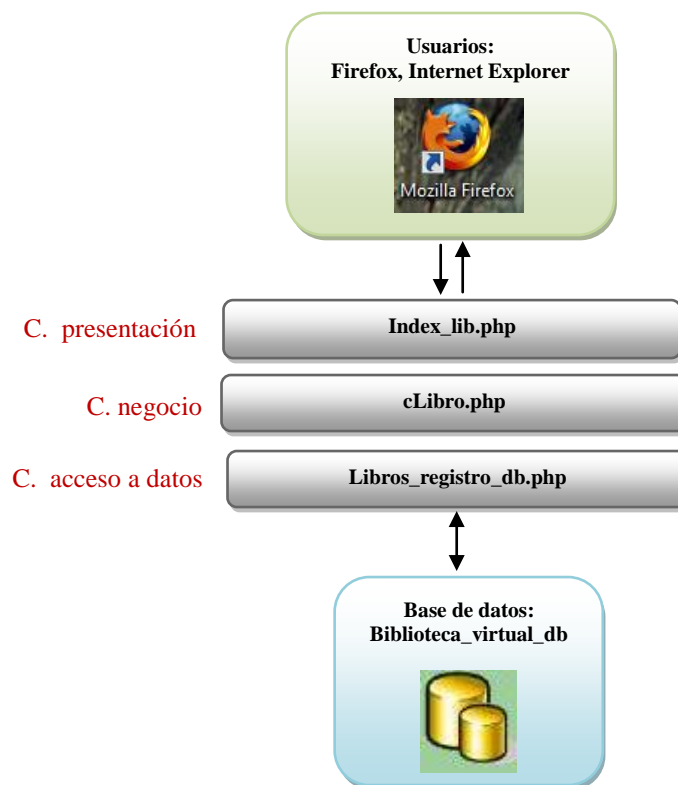 Usuarios:
Firefox, Internet Explorer
Mozilla Firefox
C. presentación
Index_lib.php
C. negocio
cLibro.php
C. acceso a datos
Libros_registro_db.php
Base de datos:
Biblioteca_virtual_db